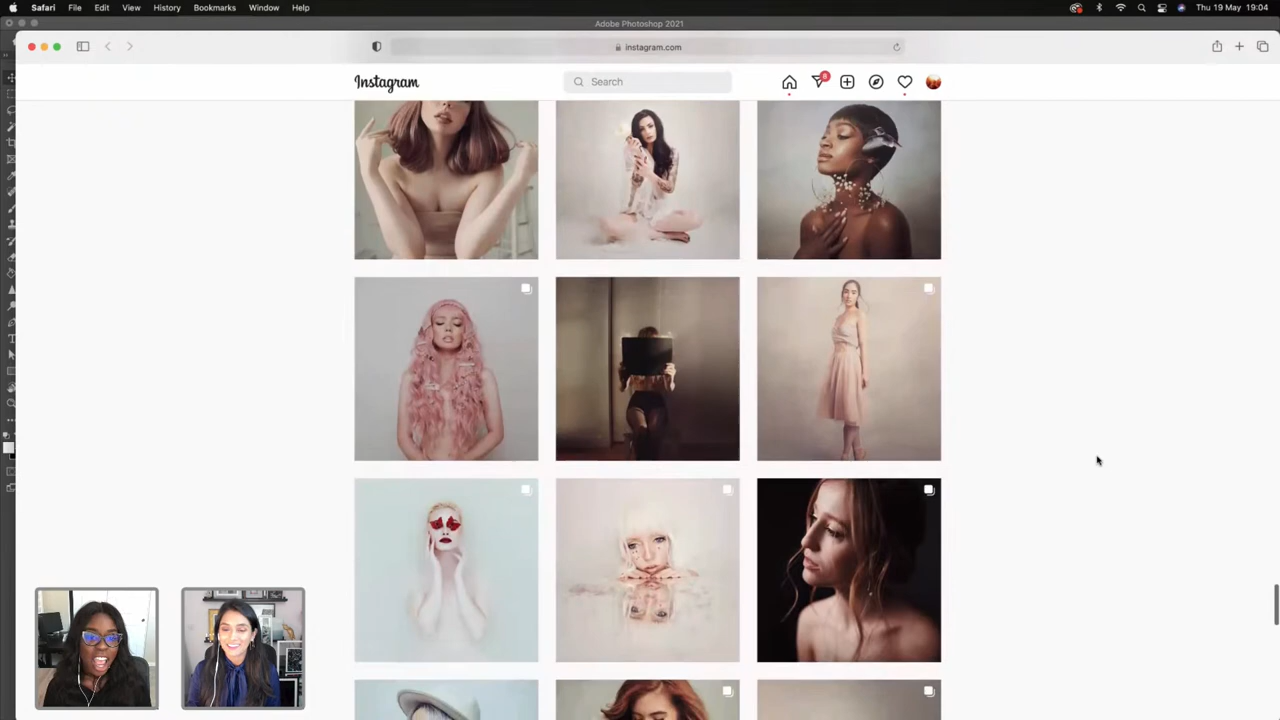 Safari File Edit View History Bookmarks Window Help Thu 19 May 19:04
Adobe Photoshop 2021
instagram.com
Instagram Search 8